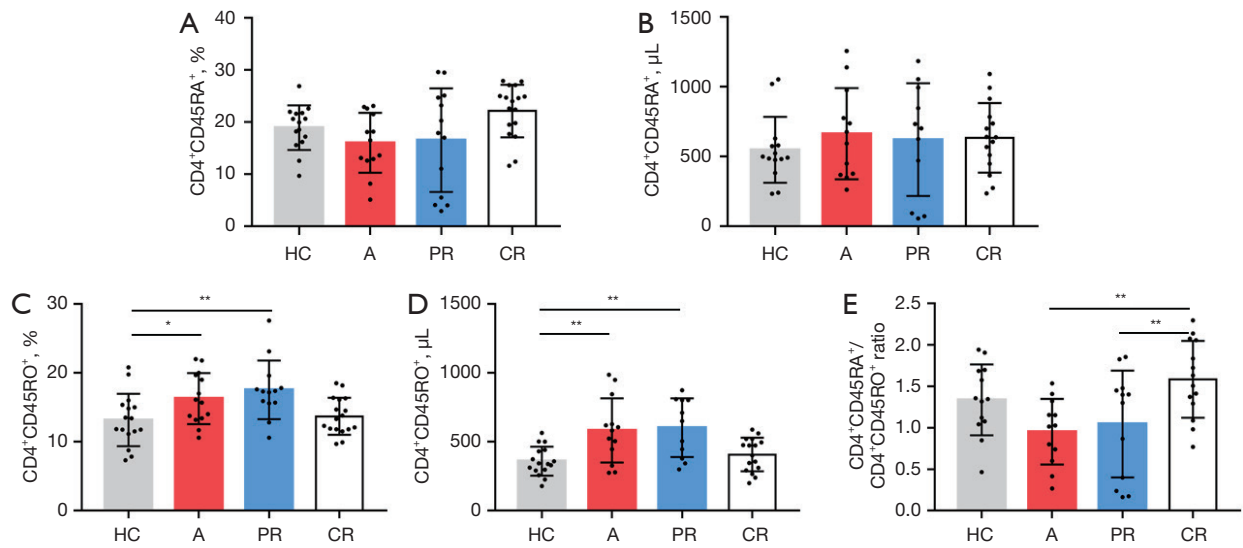 A
CD4⁺CD45RA⁺, %
40
30
20
10
0
HC A PR CR
B
CD4⁺CD45RA⁺, μL
1500
1000
500
0
HC A PR CR
C
CD4⁺CD45RO⁺, %
30
20
10
0
**
*
HC A PR CR
D
CD4⁺CD45RO⁺, μL
1500
1000
500
0
**
**
HC A PR CR
E
CD4⁺CD45RA⁺/
CD4⁺CD45RO⁺ ratio
2.5
2.0
1.5
1.0
0.5
0.0
**
**
HC A PR CR